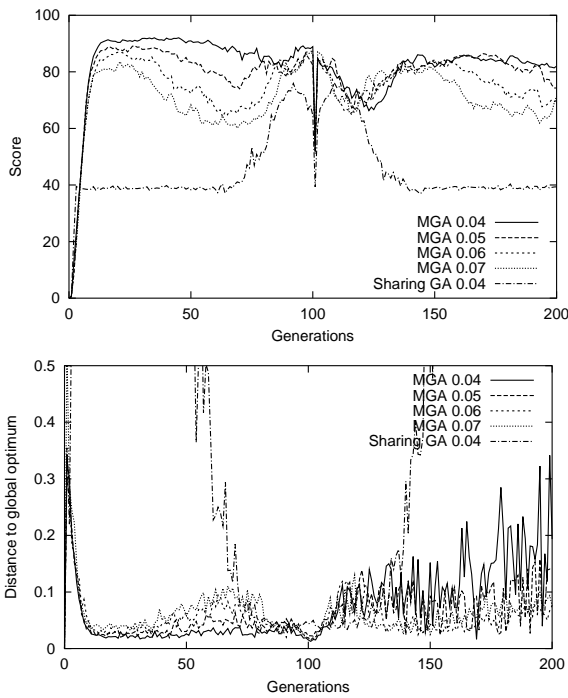 100
80
60
40
20
0
Score
MGA 0.04
MGA 0.05
MGA 0.06
MGA 0.07
Sharing GA 0.04
0 50 100 150 200
Generations
0.5
0.4
0.3
0.2
0.1
0
Distance to global optimum
MGA 0.04
MGA 0.05
MGA 0.06
MGA 0.07
Sharing GA 0.04
0 50 100 150 200
Generations